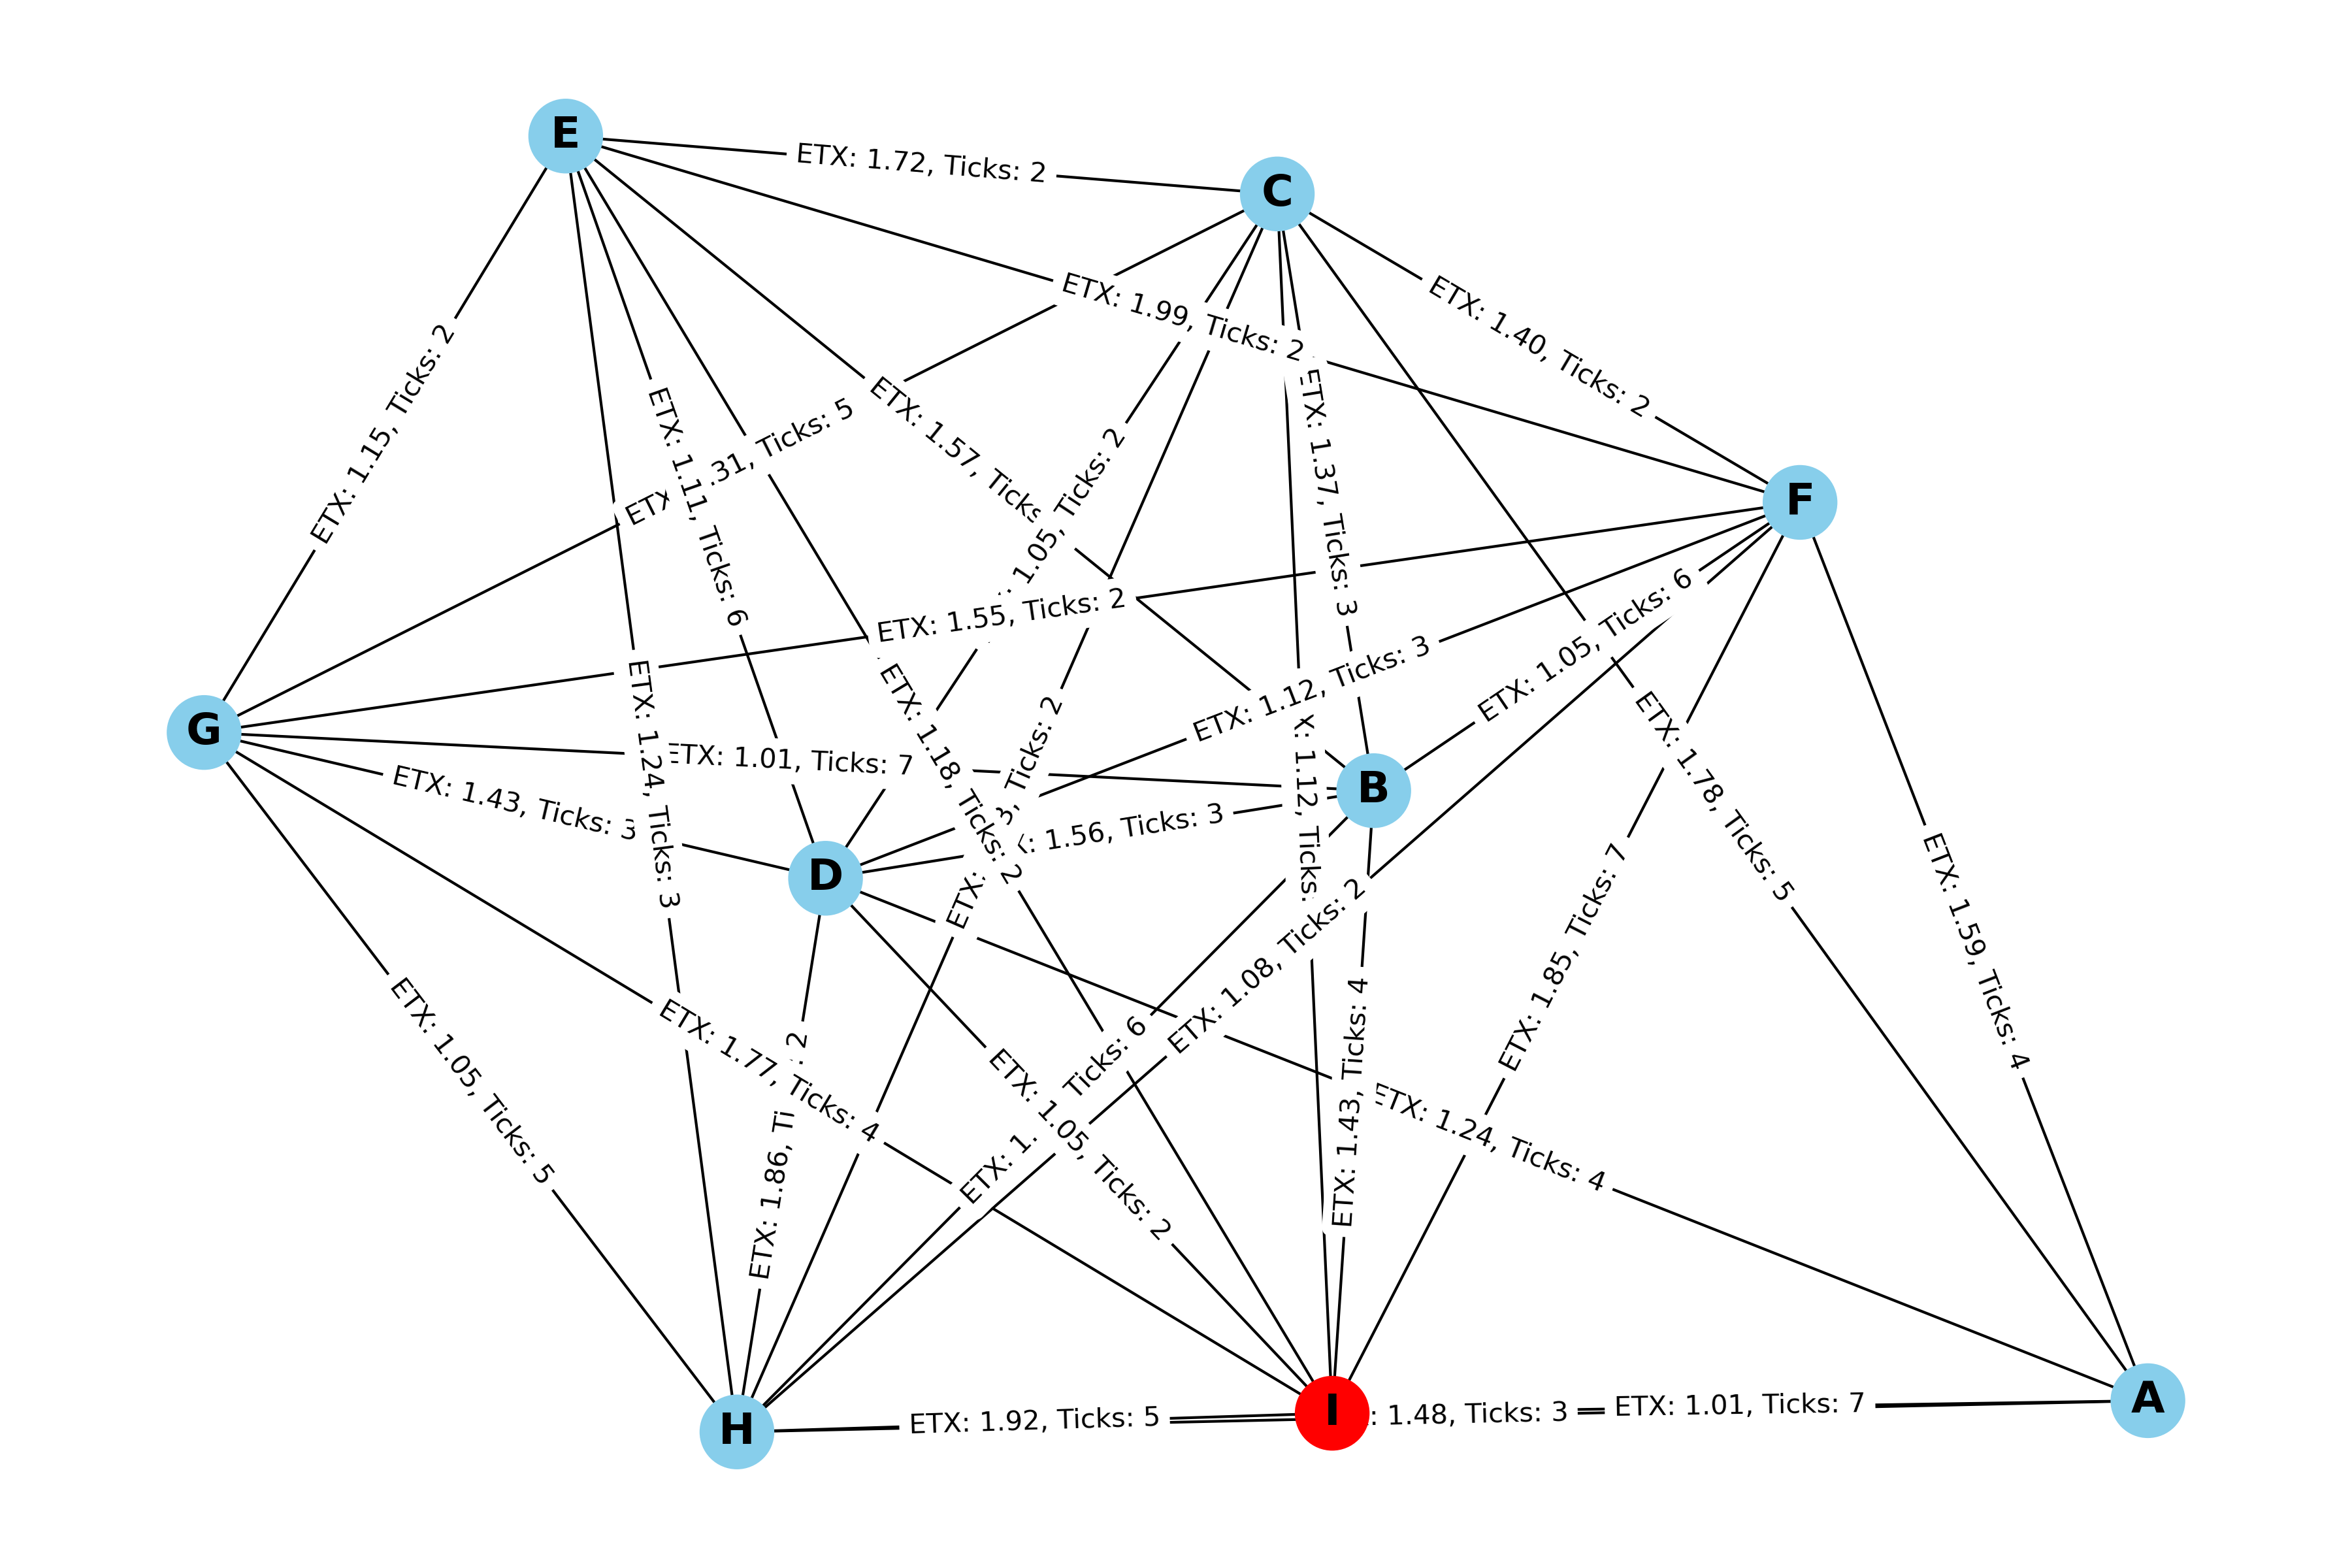 E
ETX: 1.72, Ticks: 2
C
ETX: 1.99, Ticks: 2
ETX: 1.40, Ticks: 2
ETX: 1.15, Ticks: 2
31, Ticks: 5
ETX: 1.11, Ticks: 6
ETX: 1.57, Ticks
1.05, Ticks: 2
ETX: 1.37, Ticks: 3
F
ETX: 1.55, Ticks: 2
ETX: 1.12, Ticks: 3
ETX: 1.05, Ticks: 6
G
ETX: 1.01, Ticks: 7
ETX: 1.43, Ticks: 3
ETX: 1.24, Ticks: 3
ETX: 1.18, Ticks: 2
ETX: 3, Ticks: 2
1.56, Ticks: 3
1.12, Ticks:
B
ETX: 1.78, Ticks: 5
D
ETX: 1.85, Ticks: 7
ETX: 1.59, Ticks: 4
ETX: 1.08, Ticks: 2
ETX: 1.05, Ticks: 5
ETX: 1.77, Ticks: 4
ETX: 1.86, 2
ETX: 1. Ticks: 6
ETX: 1.05, Ticks: 2
ETX: 1.43, Ticks: 4
ETX: 1.24, Ticks: 4
H
ETX: 1.92, Ticks: 5
I
: 1.48, Ticks: 3
ETX: 1.01, Ticks: 7
A